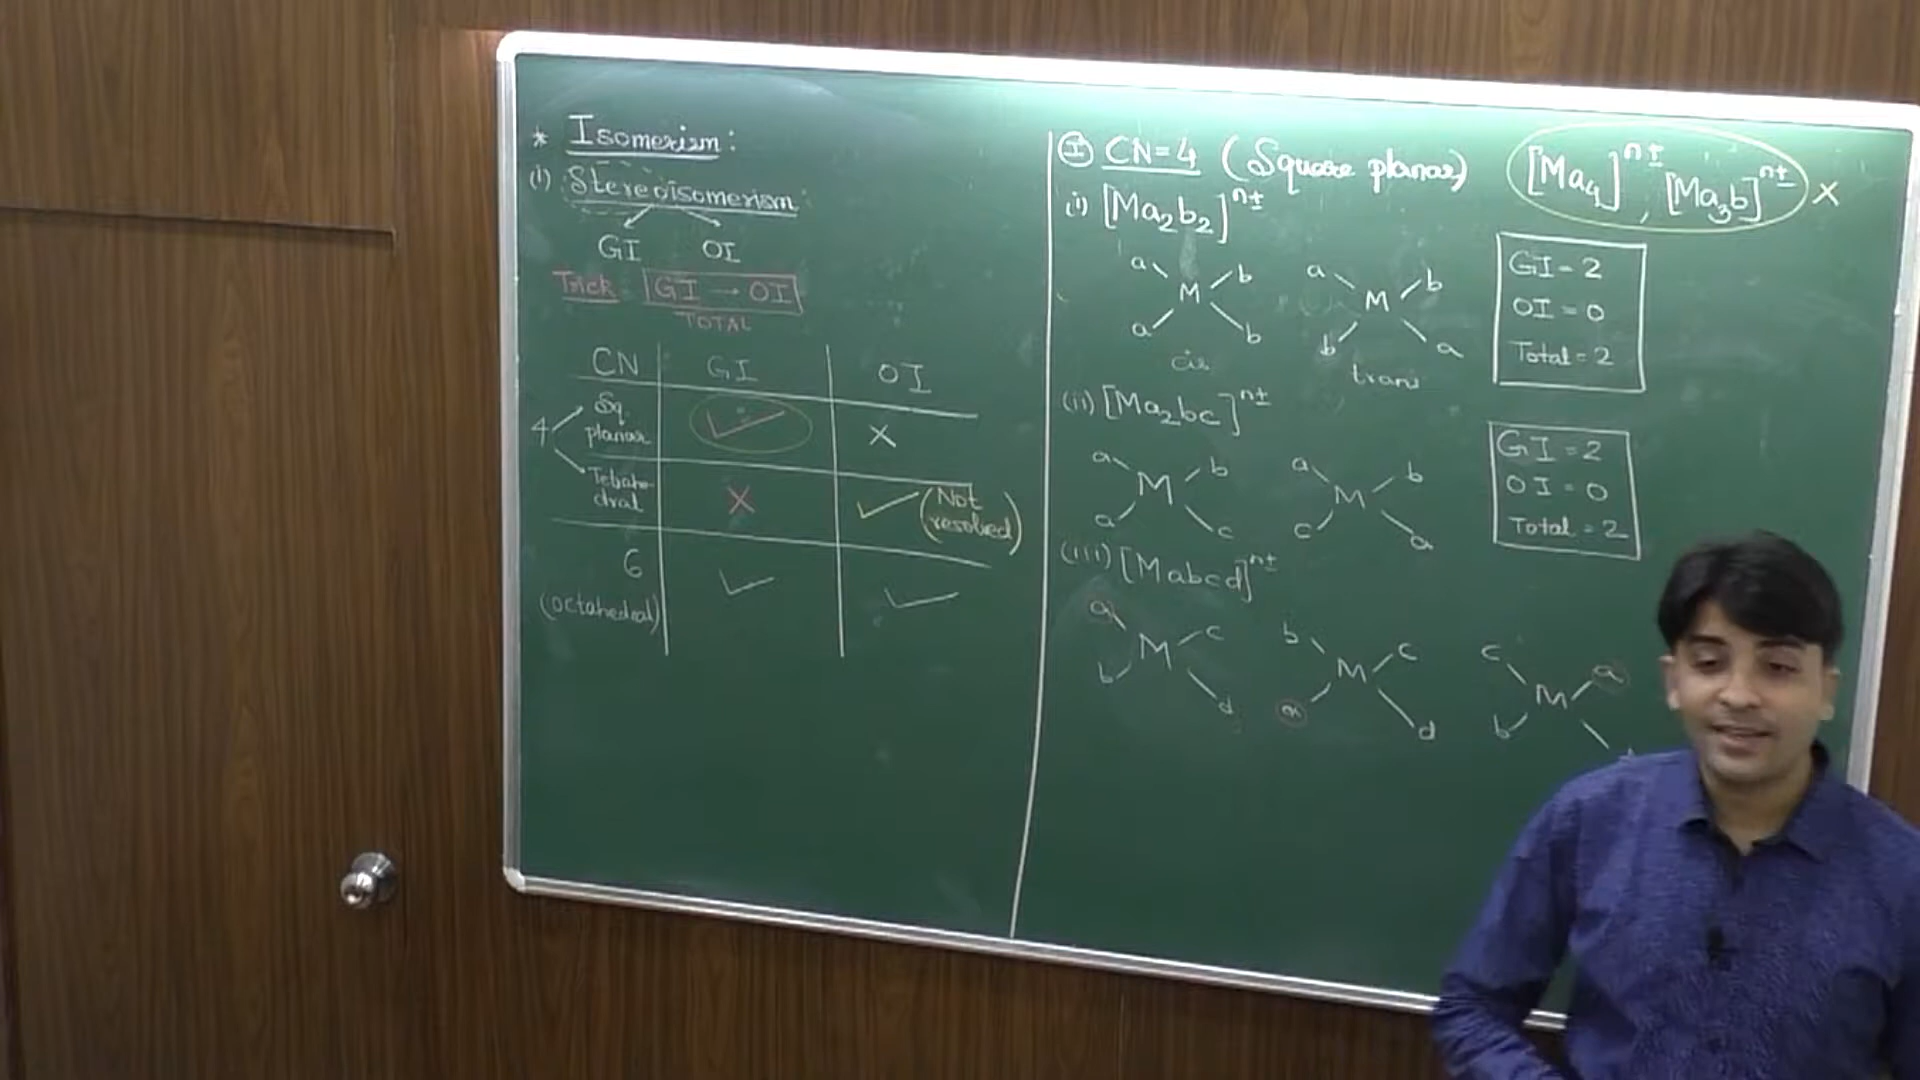 * Isomerism:
(i) Stereoisomerism
GI OI
Trick GI → OI
TOTAL
CN GI OI
4 Sq. planar ✓ ×
Tetrahedral × ✓ (Not resolved)
6 (octahedral) ✓ ✓
(I) CN=4 (Square planar) [Ma₄]ⁿ±, [Ma₃b]ⁿ± ×
(i) [Ma₂b₂]ⁿ±
a b a b
M M
a b b a
cis trans
GI = 2
OI = 0
Total = 2
(ii) [Ma₂bc]ⁿ±
a b a b
M M
a c c a
GI = 2
OI = 0
Total = 2
(iii) [Mabcd]ⁿ±
a c b c c a
M M M
b d a d b